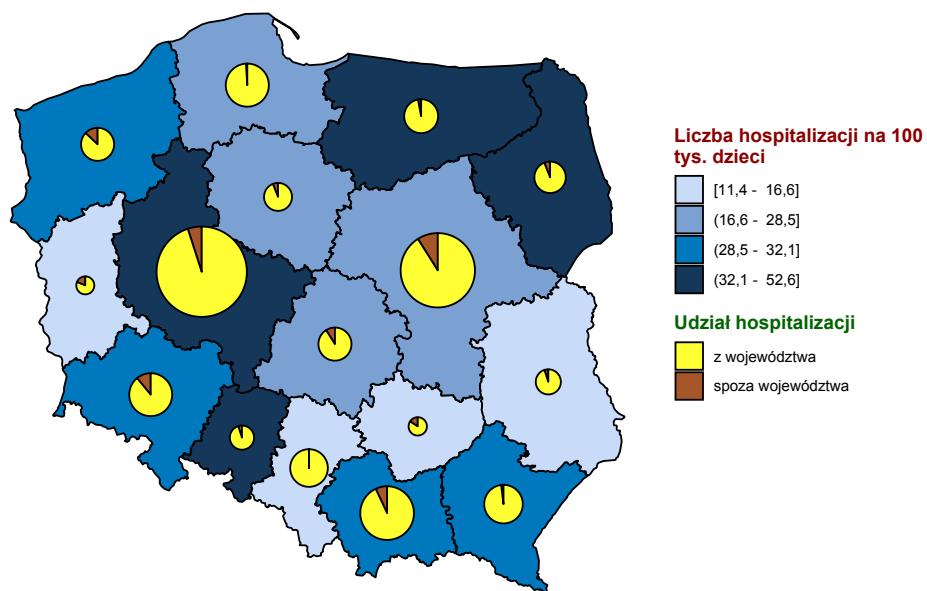 Liczba hospitalizacji na 100
tys. dzieci
[11,4 - 16,6]
(16,6 - 28,5]
(28,5 - 32,1]
(32,1 - 52,6]
Udział hospitalizacji
z województwa
spoza województwa